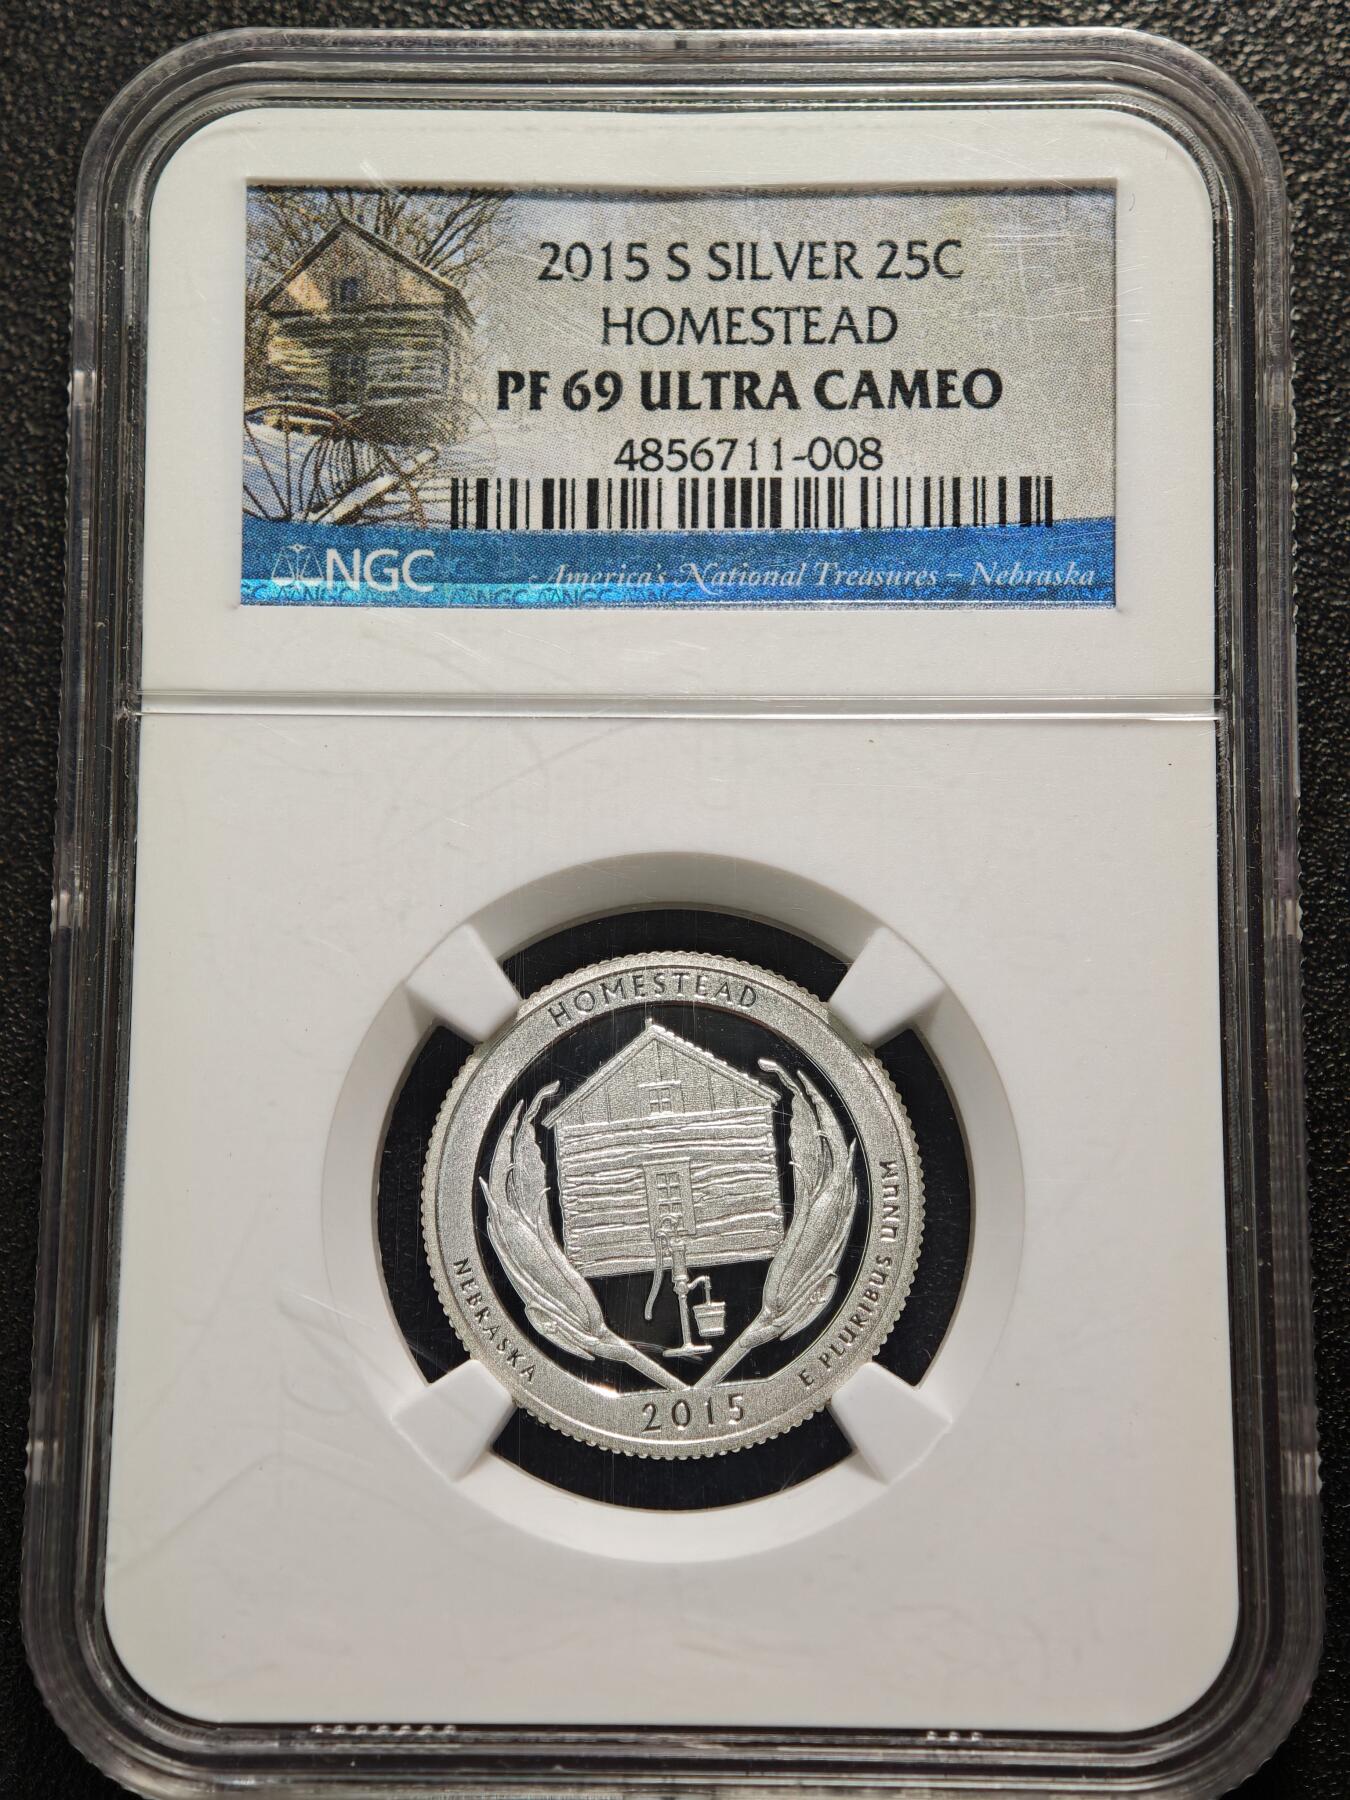 2015 S SILVER 25C
HOMESTEAD
PF 69 ULTRA CAMEO
4856711-008
NGC
America's National Treasures – Nebraska
HOMESTEAD
NEBRASKA
E PLURIBUS UNUM
2015